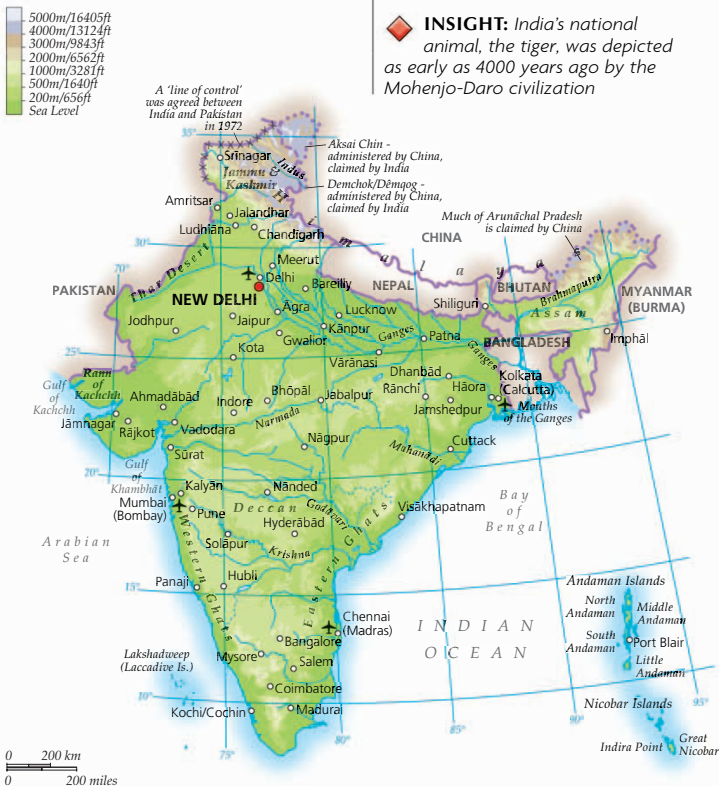 5000m/16405ft
4000m/13124ft
3000m/9843ft
2000m/6562ft
1000m/3281ft
500m/1640ft
200m/656ft
Sea Level
INSIGHT: India's national
animal, the tiger, was depicted
as early as 4000 years ago by the
Mohenjo-Daro civilization
A 'line of control'
was agreed between
India and Pakistan
in 1972
35°
Aksai Chin -
administered by China,
claimed by India
Demchok/Dêmqog -
administered by China,
claimed by India
Srinagar
Indus
Jammu &
Kashmir
Amritsar
Jalandhar
Ludhiāna
Chandīgarh
Himalaya
CHINA
Much of Arunāchal Pradesh
is claimed by China
30°
70°
Thar Desert
Meerut
Delhi
NEW DELHI
Bareilly
PAKISTAN
NEPAL
Shiliguri
BHUTAN
Brahmaputra
Assam
MYANMAR
(BURMA)
Jodhpur
Jaipur
Āgra
Lucknow
Gwalior
Kānpur
Ganges
Patna
Ganges
BANGLADESH
Imphāl
Kota
25°
Vārānasi
Dhanbād
Kolkata
(Calcutta)
Rann
of
Kachchh
Gulf
of
Kachchh
Ahmadābād
Indore
Bhōpāl
Jabalpur
Rānchī
Hāora
Jamshedpur
Mouths
of the Ganges
Jāmnagar
Rājkot
Vadodara
Narmada
Nāgpur
Mahanādi
Cuttack
Sūrat
20°
Gulf
of
Khambhāt
Kalyān
Nānded
Mumbai
(Bombay)
Pune
Deccan
Godāvari
Visākhapatnam
Bay
of
Bengal
Hyderābād
Arabian
Sea
Solāpur
Krishna
Western Ghats
Eastern Ghats
Panaji
Hubli
15°
Andaman Islands
North
Andaman
Middle
Andaman
South
Andaman
Port Blair
Little
Andaman
Chennai
(Madras)
INDIAN
OCEAN
Bangalore
Mysore
Salem
Lakshadweep
(Laccadive Is.)
Coimbatore
10°
Kochi/Cochin
Madurai
Nicobar Islands
95°
90°
85°
80°
75°
Indira Point
Great
Nicobar
0 200 km
0 200 miles